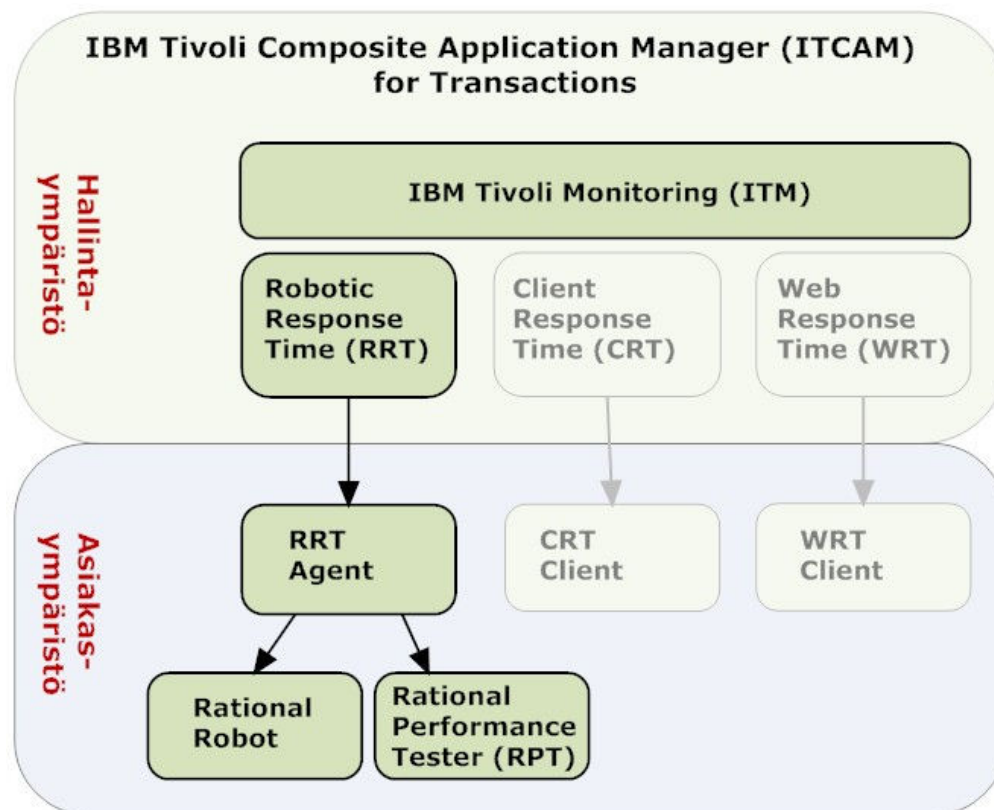 IBM Tivoli Composite Application Manager (ITCAM)
for Transactions
Hallinta-
ympäristö
IBM Tivoli Monitoring (ITM)
Robotic
Response
Time (RRT)
Client
Response
Time (CRT)
Web
Response
Time (WRT)
Asiakas-
ympäristö
RRT
Agent
CRT
Client
WRT
Client
Rational
Robot
Rational
Performance
Tester (RPT)